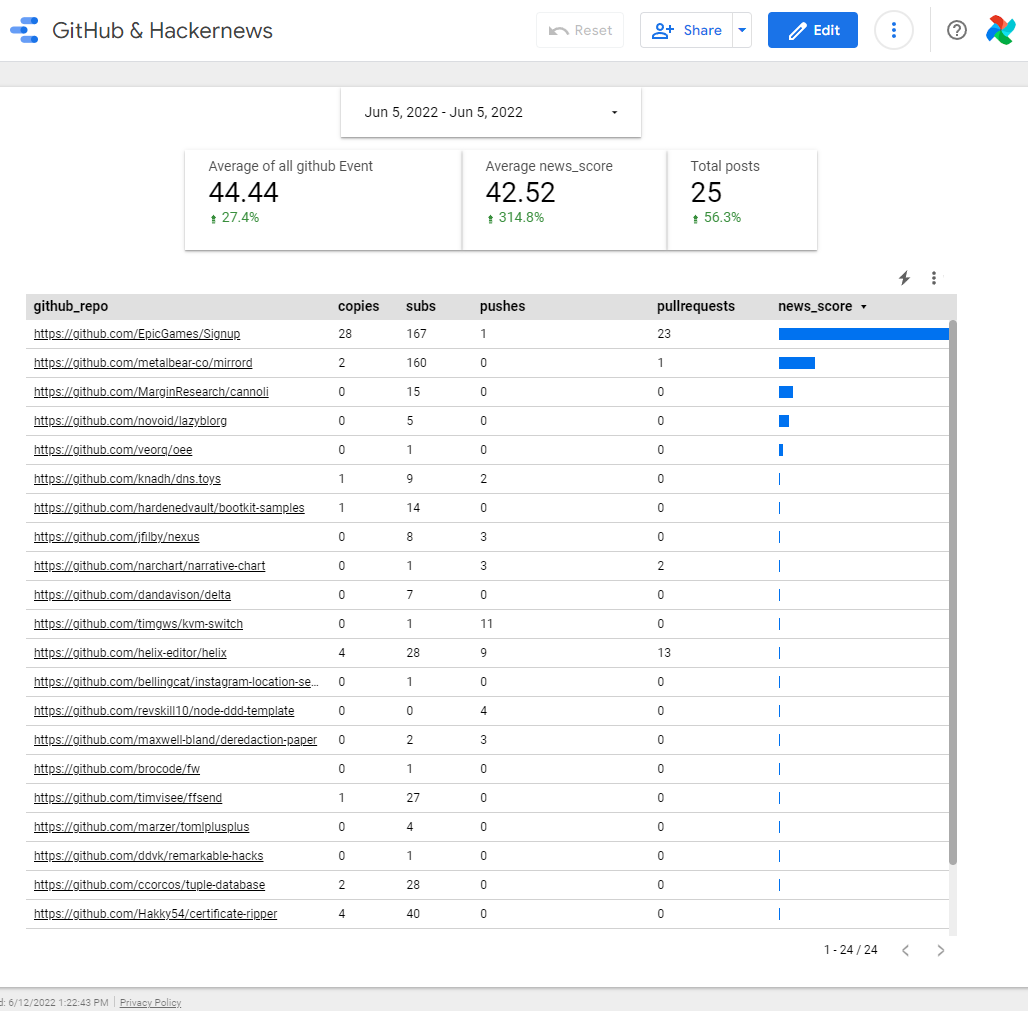 GitHub & Hackernews
Reset
Share
Edit
Jun 5, 2022 - Jun 5, 2022
Average of all github Event
44.44
27.4%
Average news_score
42.52
314.8%
Total posts
25
56.3%
github_repo copies subs pushes pullrequests news_score
https://github.com/EpicGames/Signup 28 167 1 23
https://github.com/metalbear-co/mirrord 2 160 0 1
https://github.com/MarginResearch/cannoli 0 15 0 0
https://github.com/novoid/lazyblorg 0 5 0 0
https://github.com/veorq/oee 0 1 0 0
https://github.com/knadh/dns.toys 1 9 2 0
https://github.com/hardenedvault/bootkit-samples 1 14 0 0
https://github.com/jfilby/nexus 0 8 3 0
https://github.com/narchart/narrative-chart 0 1 3 2
https://github.com/dandavison/delta 0 7 0 0
https://github.com/timgws/kvm-switch 0 1 11 0
https://github.com/helix-editor/helix 4 28 9 13
https://github.com/bellingcat/instagram-location-se... 0 1 0 0
https://github.com/revskill10/node-ddd-template 0 0 4 0
https://github.com/maxwell-bland/deredaction-paper 0 2 3 0
https://github.com/brocode/fw 0 1 0 0
https://github.com/timvisee/ffsend 1 27 0 0
https://github.com/marzer/tomlplusplus 0 4 0 0
https://github.com/ddvk/remarkable-hacks 0 1 0 0
https://github.com/ccorcos/tuple-database 2 28 0 0
https://github.com/Hakky54/certificate-ripper 4 40 0 0
1 - 24 / 24
d: 6/12/2022 1:22:43 PM Privacy Policy